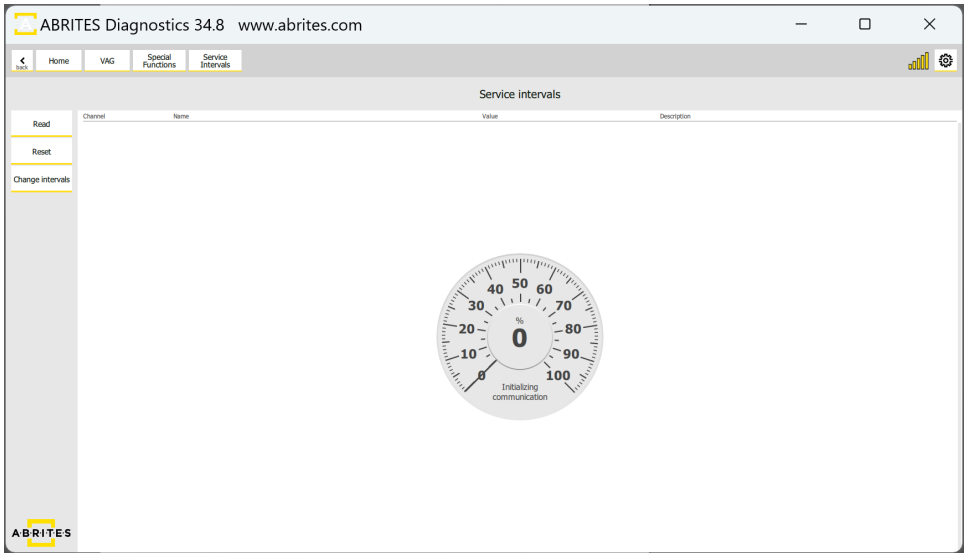 ABRITES Diagnostics 34.8 www.abrites.com
back
Home
VAG
Special
Functions
Service
Intervals
Service intervals
Read
Reset
Change intervals
Channel Name Value Description
0
10
20
30
40
50
60
70
80
90
100
%
0
Initializing
communication
A·B·R·I·T·E·S